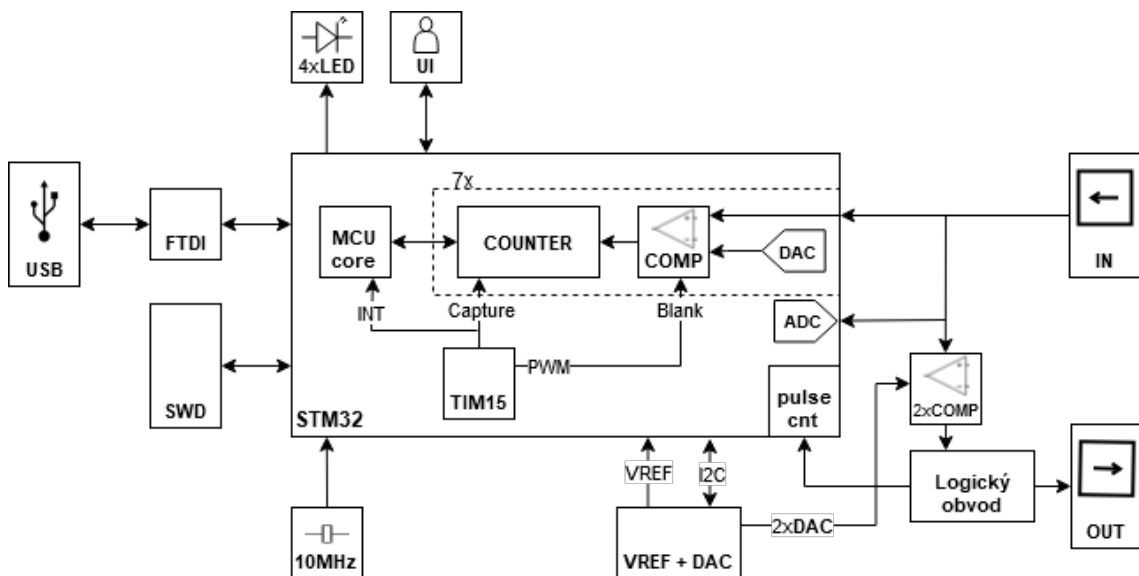 4xLED
UI
7x
USB
FTDI
MCU
core
COUNTER
COMP
DAC
IN
INT
Capture
Blank
ADC
SWD
TIM15
PWM
STM32
pulse
cnt
2xCOMP
VREF
I2C
Logický
obvod
10MHz
VREF + DAC
2xDAC
OUT